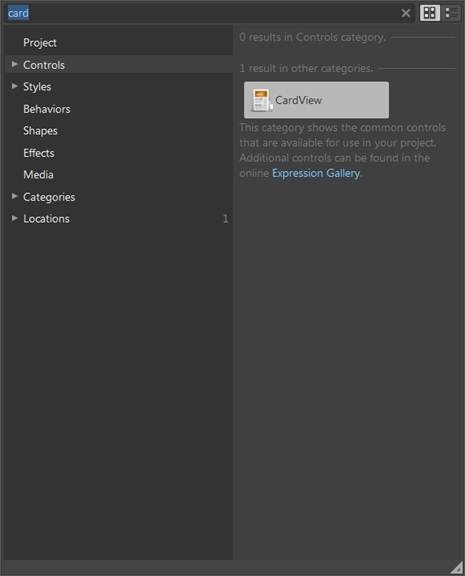 card
Project
Controls
Styles
Behaviors
Shapes
Effects
Media
Categories
Locations 1
0 results in Controls category.
1 result in other categories.
CardView
This category shows the common controls
that are available for use in your project.
Additional controls can be found in the
online Expression Gallery.